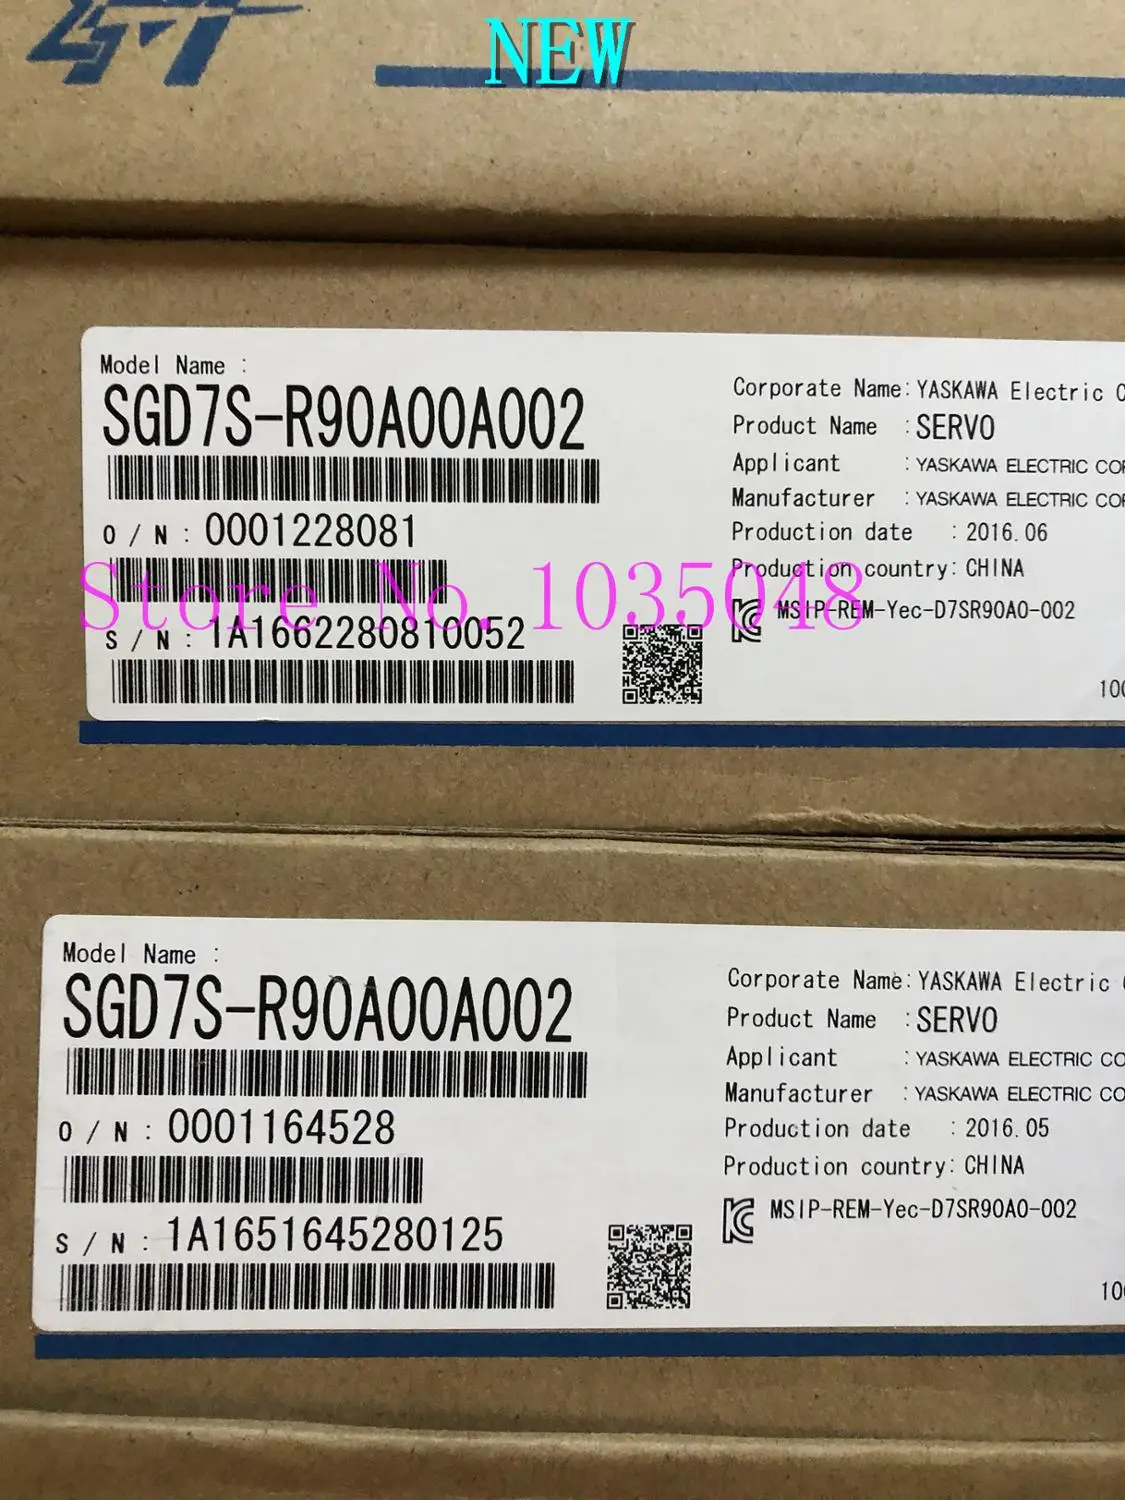 NEW
Model Name :
SGD7S-R90A00A002
O / N : 0001228081
S / N : 1A1662280810052
Corporate Name: YASKAWA Electric
Product Name : SERVO
Applicant : YASKAWA ELECTRIC
Manufacturer : YASKAWA ELECTRIC
Production date : 2016.06
Production country: CHINA
MSIP-REM-Yec-D7SR90A0-002
Store No. 1035048
Model Name :
SGD7S-R90A00A002
O / N : 0001164528
S / N : 1A1651645280125
Corporate Name: YASKAWA Electric
Product Name : SERVO
Applicant : YASKAWA ELECTRIC
Manufacturer : YASKAWA ELECTRIC
Production date : 2016.05
Production country: CHINA
MSIP-REM-Yec-D7SR90A0-002